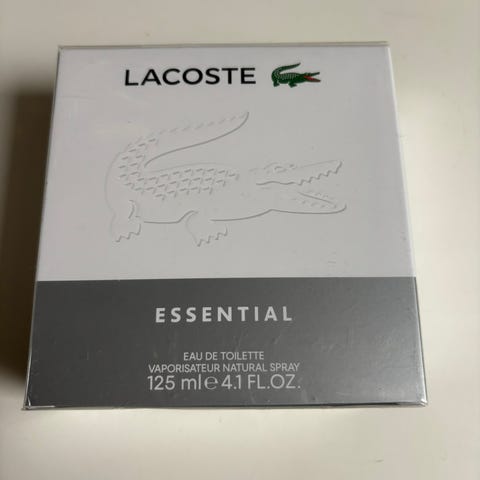 LACOSTE
ESSENTIAL
EAU DE TOILETTE
VAPORISATEUR NATURAL SPRAY
125 ml ℮ 4.1 FL.OZ.